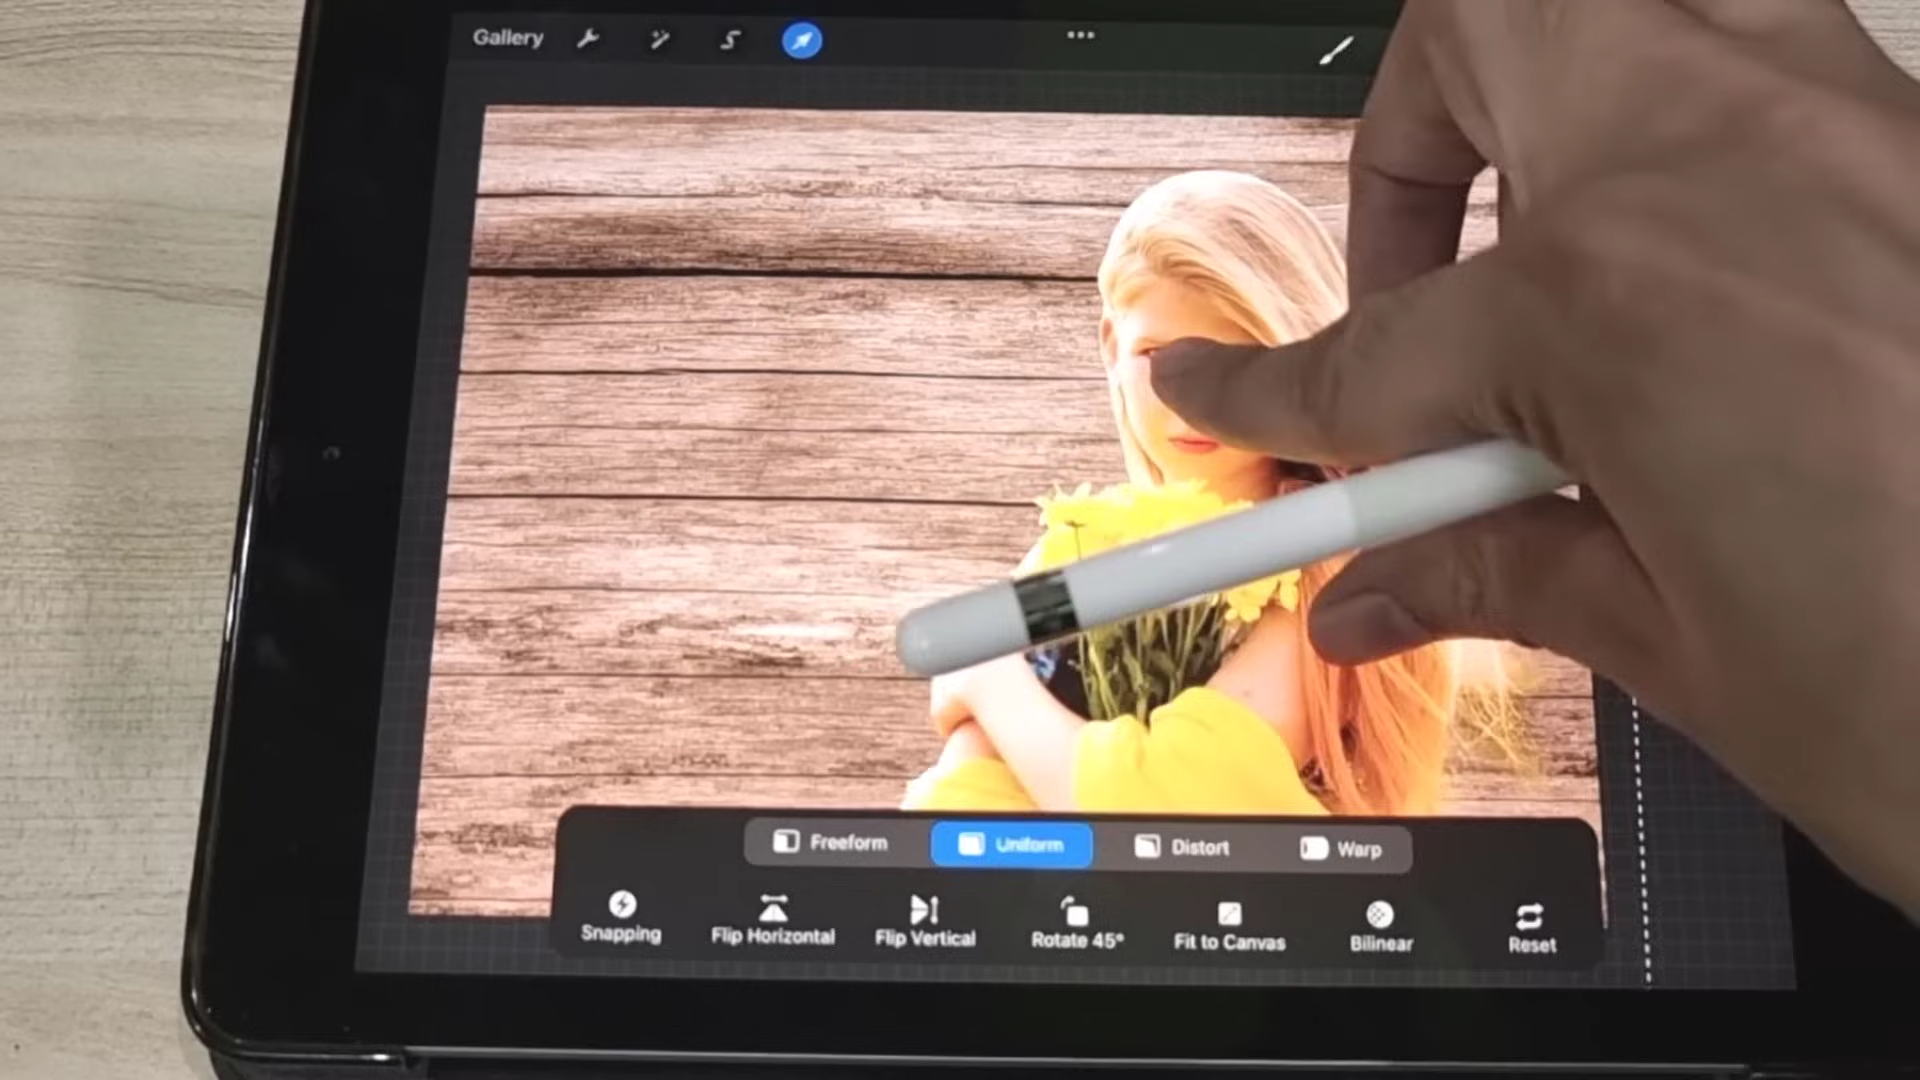 Gallery
Freeform Uniform Distort Warp
Snapping Flip Horizontal Flip Vertical Rotate 45° Fit to Canvas Bilinear Reset